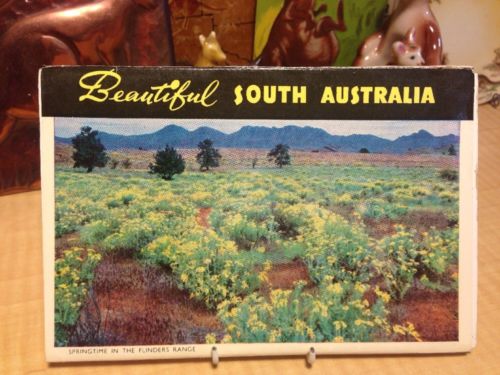 Beautiful SOUTH AUSTRALIA
SPRINGTIME IN THE FLINDERS RANGE